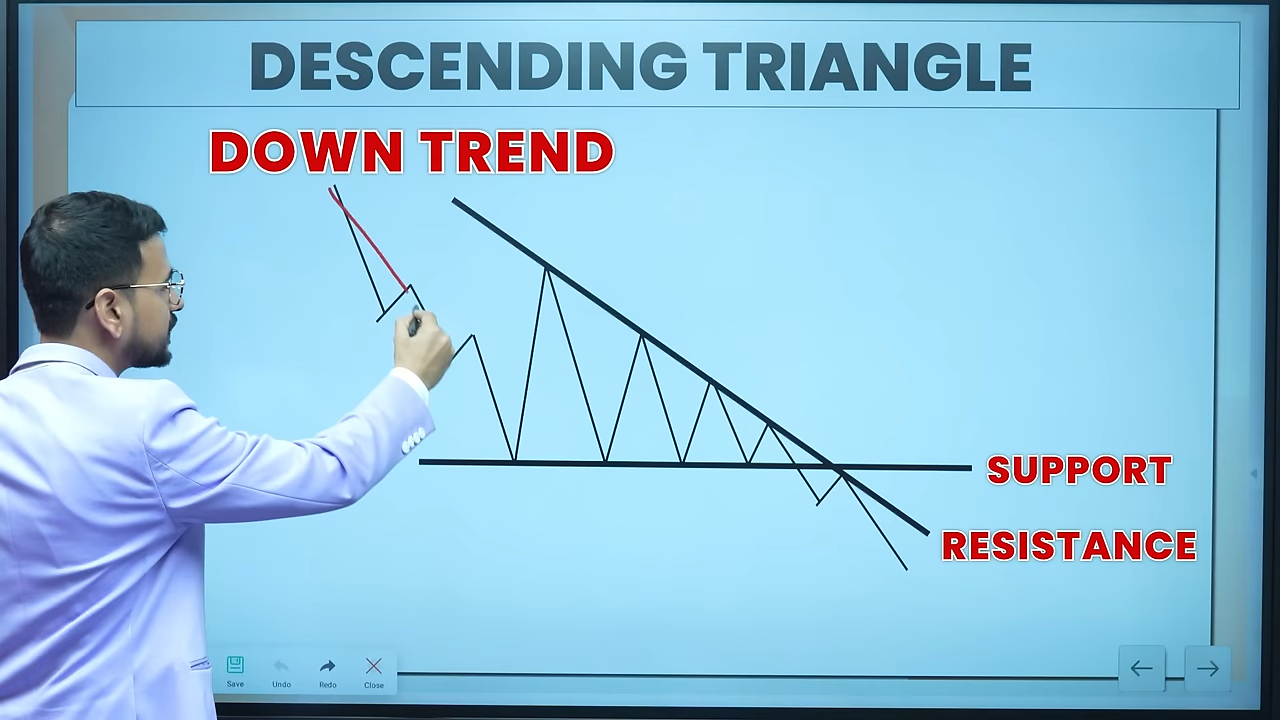 DESCENDING TRIANGLE
DOWN TREND
SUPPORT
RESISTANCE
Save Undo Redo Close